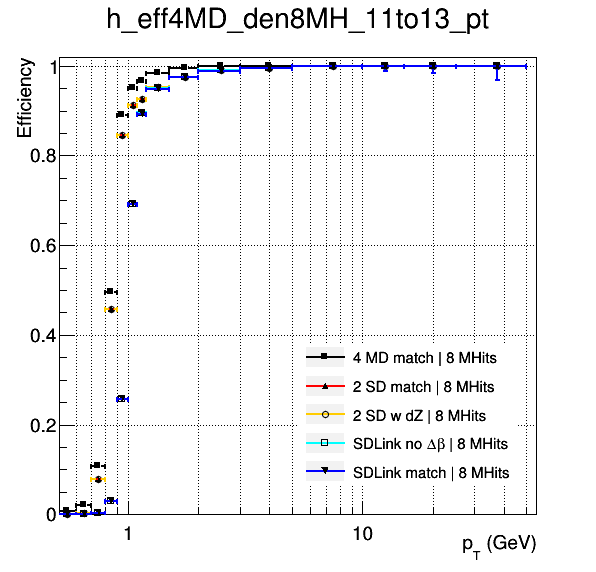 h_eff4MD_den8MH_11to13_pt
Efficiency
1
0.8
0.6
0.4
0.2
0
4 MD match | 8 MHits
2 SD match | 8 MHits
2 SD w dZ | 8 MHits
SDLink no Δβ | 8 MHits
SDLink match | 8 MHits
1
10
p_T (GeV)